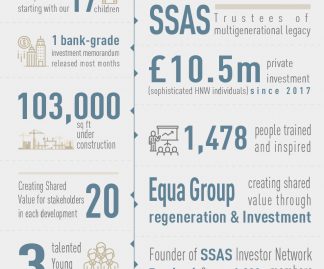 starting with our 17 children
SSAS
Trustees of
multigenerational legacy
1 bank-grade
investment memorandum
released most months
£10.5m private
investment
(sophisticated HNW individuals) since 2017
103,000
sq ft
under
construction
1,478 people trained
and inspired
Creating Shared
Value for stakeholders
in each development
20
Equa Group creating shared
value through
regeneration & Investment
3 talented
Young
Founder of SSAS Investor Network